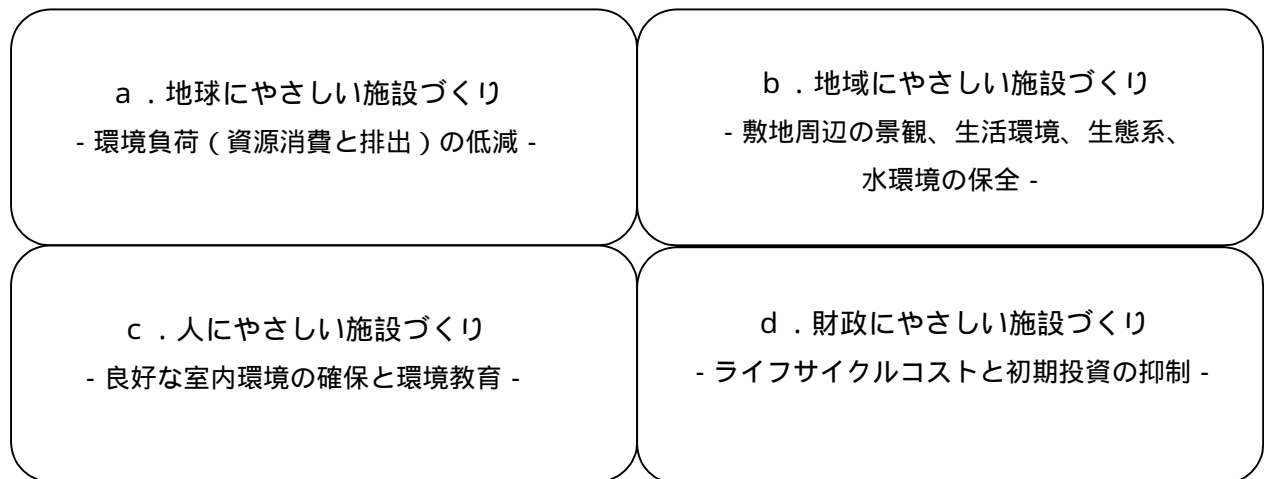 a ．地球にやさしい施設づくり
- 環境負荷（資源消費と排出）の低減 -
b ．地域にやさしい施設づくり
- 敷地周辺の景観、生活環境、生態系、
水環境の保全 -
c ．人にやさしい施設づくり
- 良好な室内環境の確保と環境教育 -
d ．財政にやさしい施設づくり
- ライフサイクルコストと初期投資の抑制 -